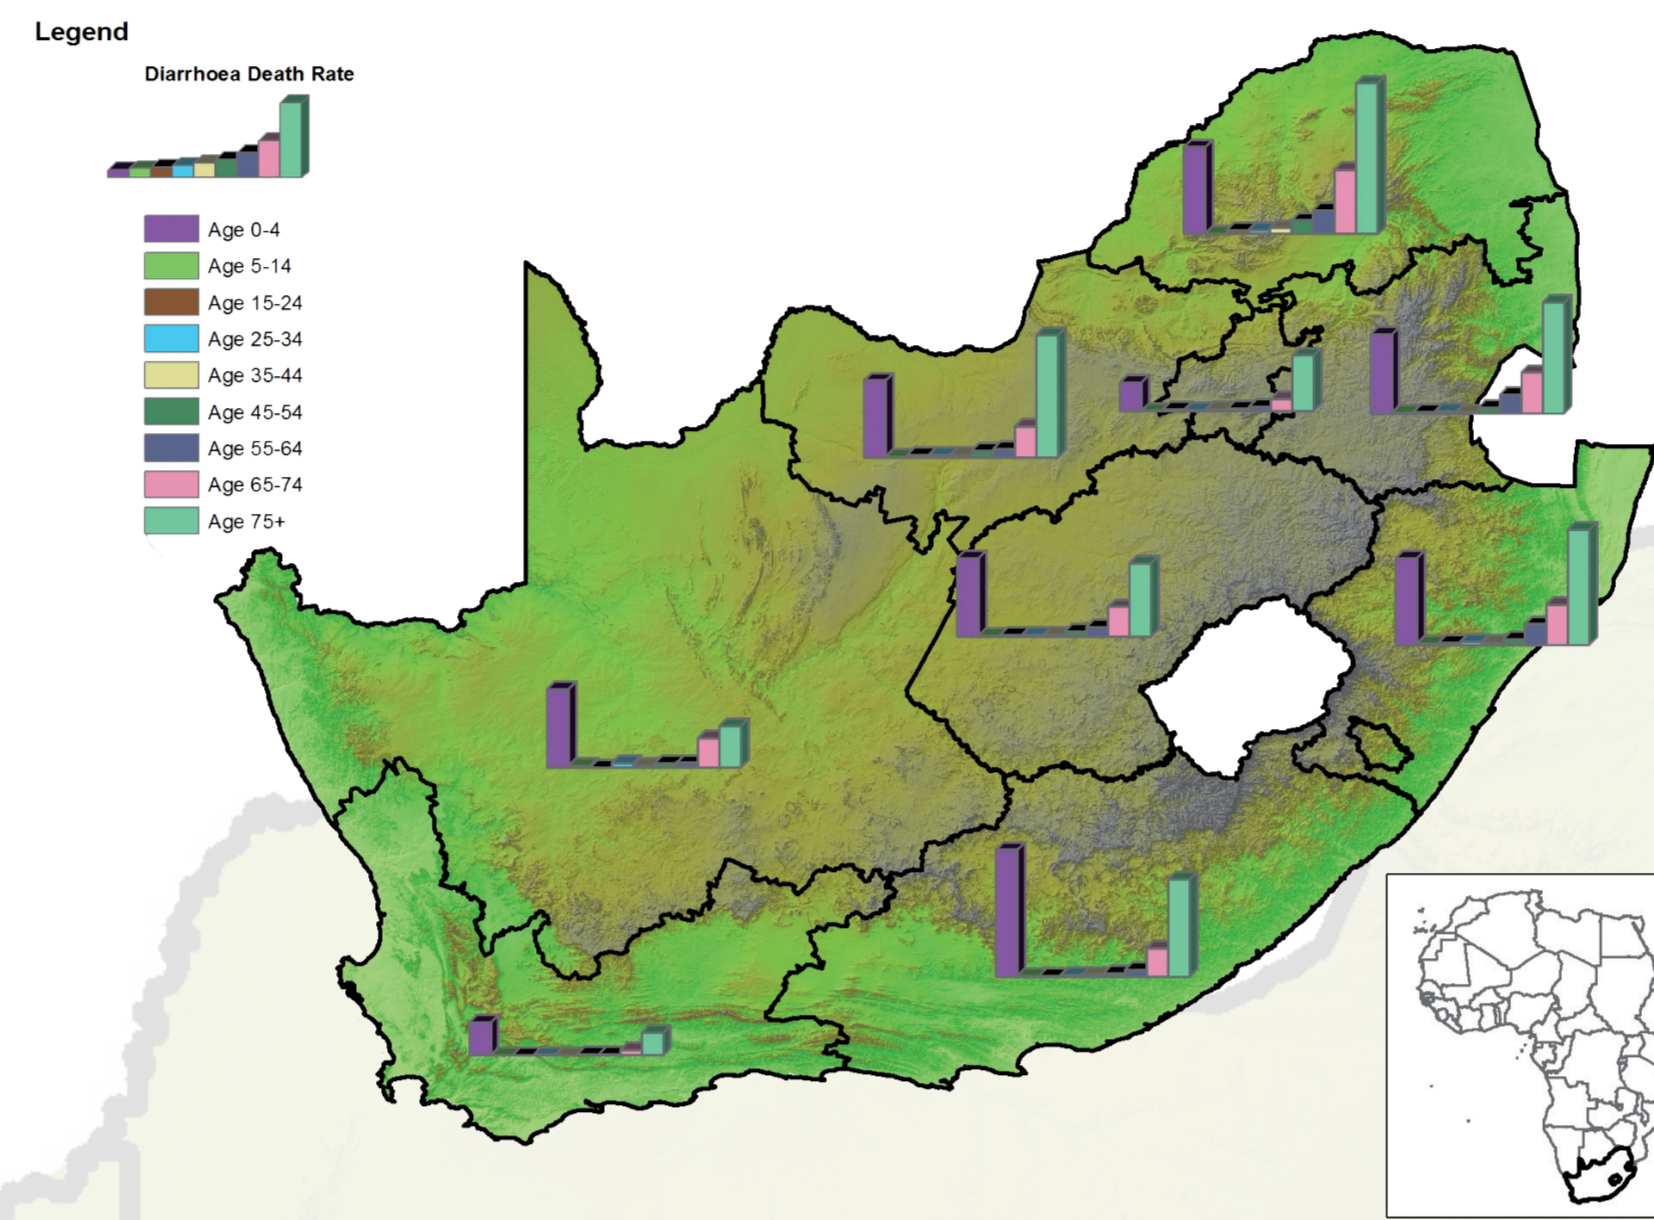 Legend
Diarrhoea Death Rate
Age 0-4
Age 5-14
Age 15-24
Age 25-34
Age 35-44
Age 45-54
Age 55-64
Age 65-74
Age 75+